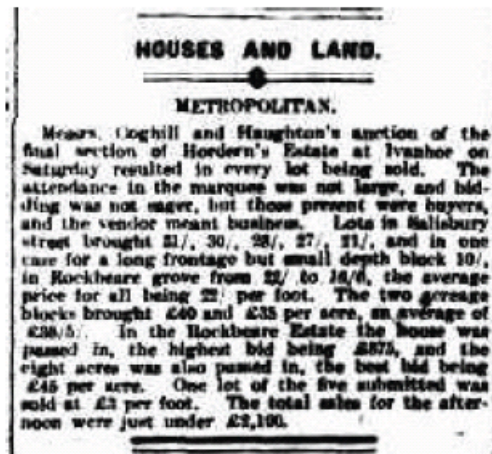 HOUSES AND LAND.
METROPOLITAN.
Messrs. Coghill and Haughton's auction of the
final section of Hordern's Estate at Ivanhoe on
Saturday resulted in every lot being sold. The
attendance in the marquee was not large, and bid-
ding was not eager, but those present were buyers,
and the vendor meant business. Lots in Salisbury
street brought 31/, 30/, 28/, 27/, 21/, and in one
case for a long frontage but small depth block 10/,
in Rockbeare grove from 22/ to 16/6, the average
price for all being 22/ per foot. The two acreage
blocks brought £40 and £35 per acre, an average of
£38/5/. In the Rockbeare Estate the house was
passed in, the highest bid being £875, and the
eight acres was also passed in, the best bid being
£45 per acre. One lot of the five submitted was
sold at £3 per foot. The total sales for the after-
noon were just under £2,100.